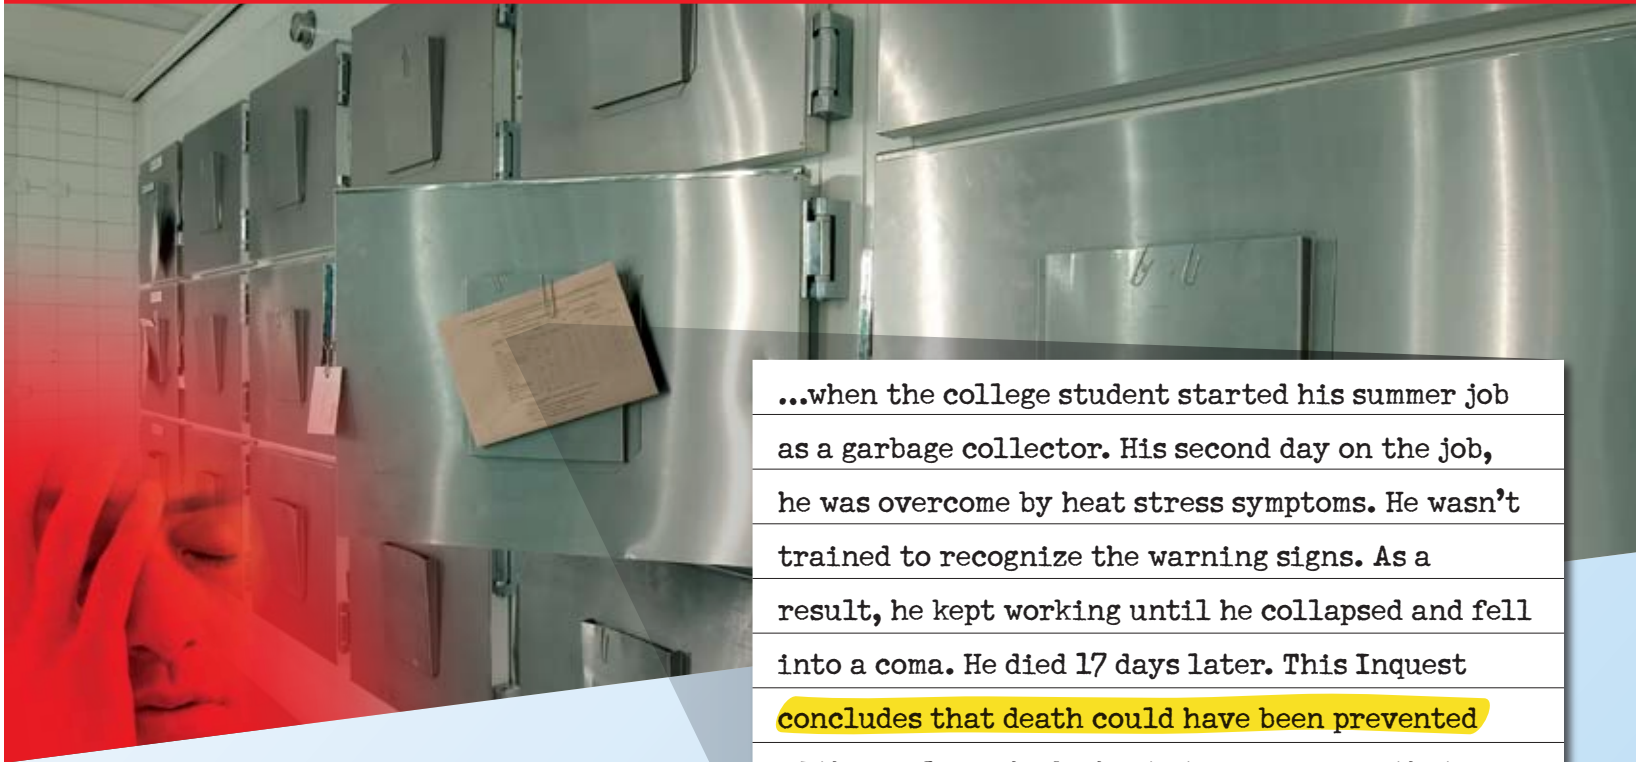 ...when the college student started his summer job
as a garbage collector. His second day on the job,
he was overcome by heat stress symptoms. He wasn't
trained to recognize the warning signs. As a
result, he kept working until he collapsed and fell
into a coma. He died 17 days later. This Inquest
concludes that death could have been prevented